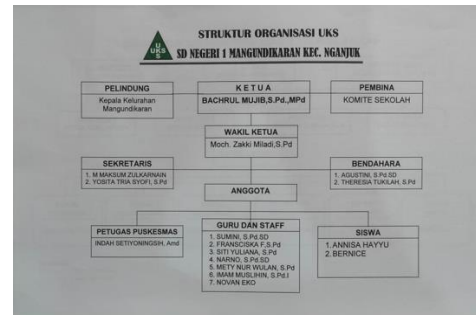 STRUKTUR ORGANISASI UKS
U
UKS
S
SD NEGERI 1 MANGUNDIKARAN KEC. NGANJUK
PELINDUNG
Kepala Kelurahan
Mangundikaran
K E T U A
BACHRUL MUJIB,S.Pd.,MPd
PEMBINA
KOMITE SEKOLAH
WAKIL KETUA
Moch. Zakki Miladi,S.Pd
SEKRETARIS
1. M MAKSUM ZULKARNAIN
2. YOSITA TRIA SYOFI, S.Pd
BENDAHARA
1. AGUSTINI, S.Pd.SD
2. THERESIA TUKILAH, S.Pd
ANGGOTA
PETUGAS PUSKESMAS
INDAH SETIYONINGSIH, Amd
GURU DAN STAFF
1. SUMINI, S.Pd.SD
2. FRANSCISKA F,S.Pd
3. SITI YULIANA, S.Pd
4. NARNO, S.Pd.SD
5. METY NUR WULAN, S.Pd
6. IMAM MUSLIHIN, S.Pd.I
7. NOVAN EKO
SISWA
1. ANNISA HAYYU
2. BERNICE